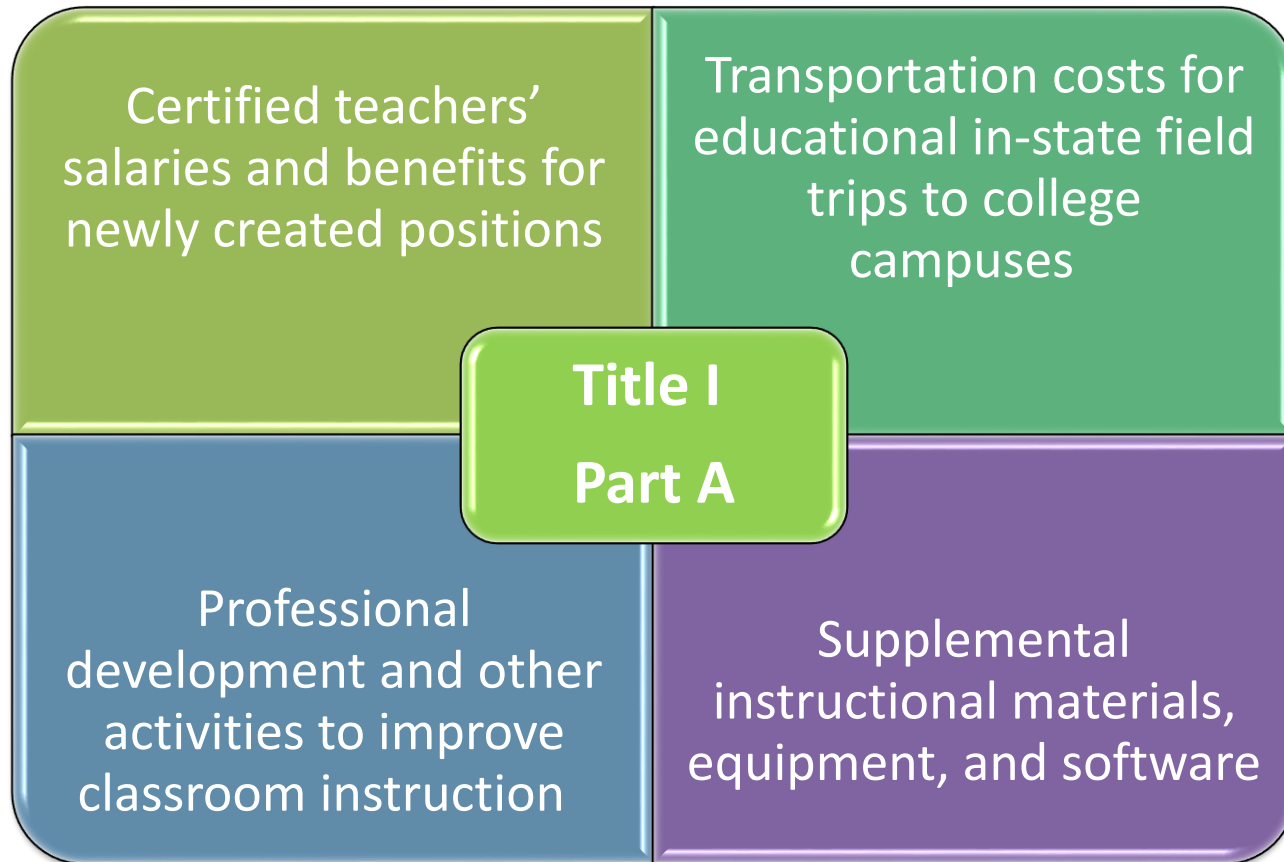 Certified teachers’
salaries and benefits for
newly created positions
Transportation costs for
educational in-state field
trips to college
campuses
Title I
Part A
Professional
development and other
activities to improve
classroom instruction
Supplemental
instructional materials,
equipment, and software